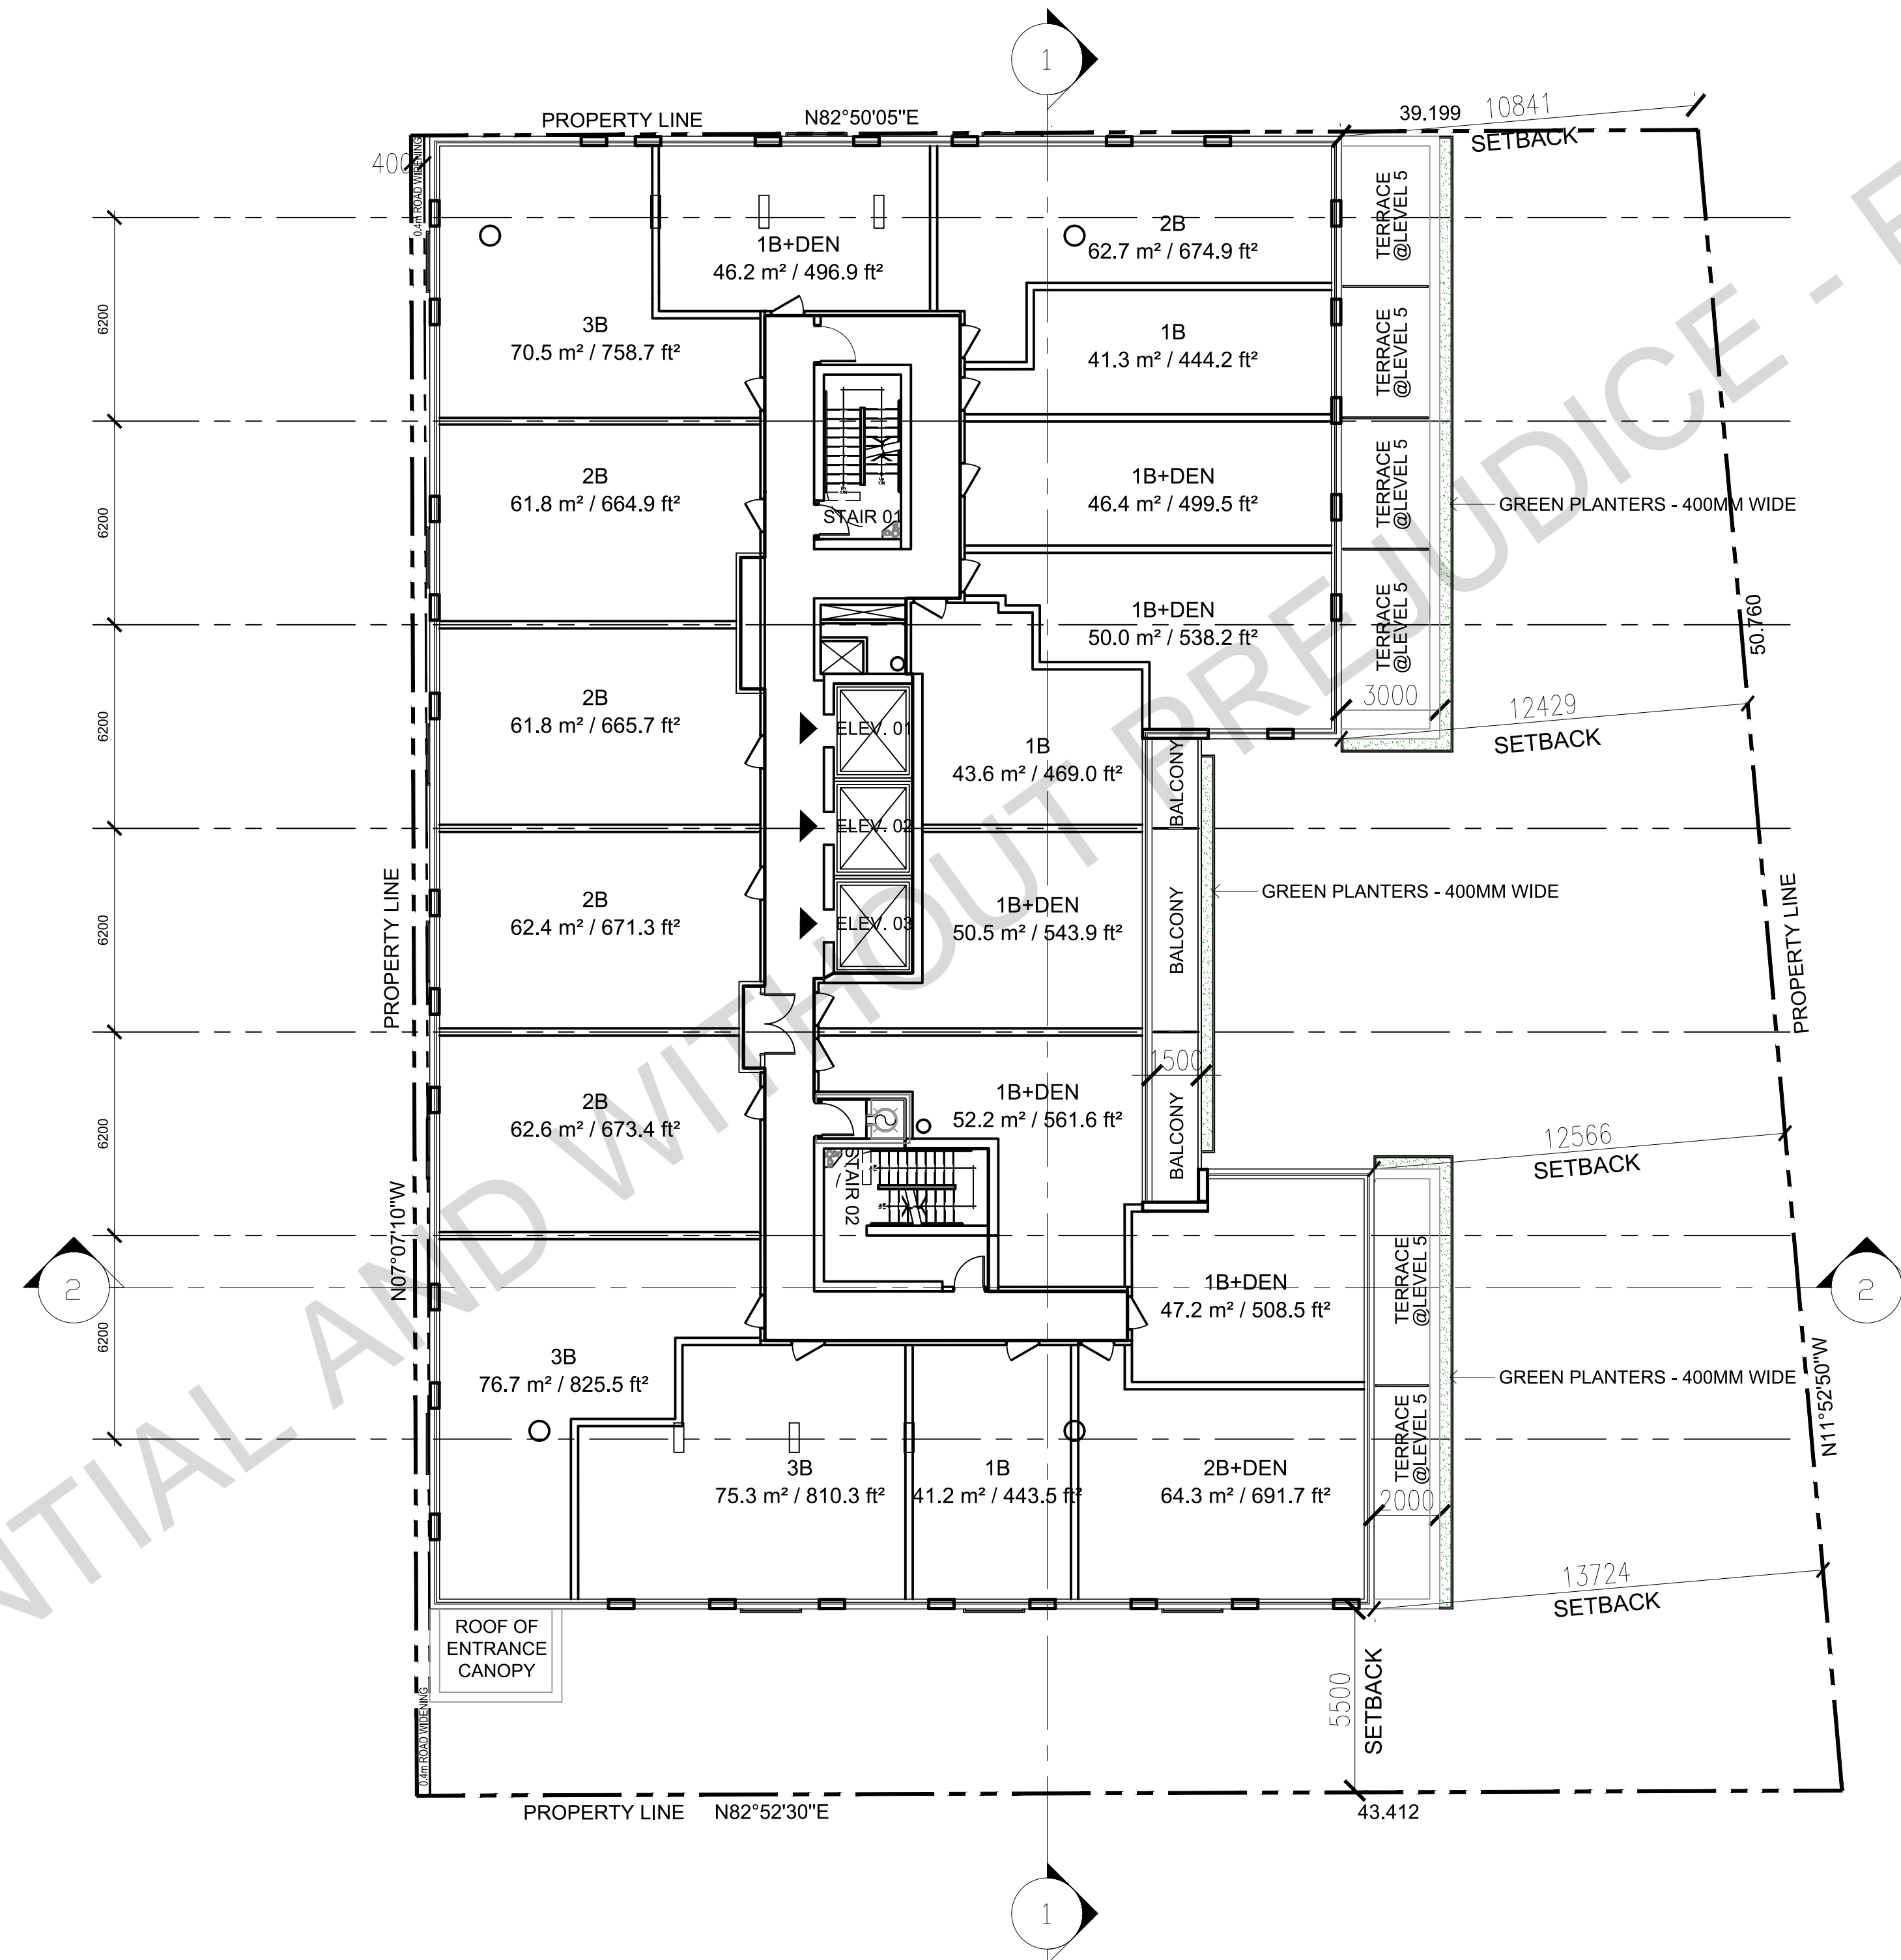 1
PROPERTY LINE
N82°50'05"E
39.199
10841
SETBACK
400
0.4m ROAD WIDENING
TERRACE
@LEVEL 5
2B
62.7 m² / 674.9 ft²
1B+DEN
46.2 m² / 496.9 ft²
6200
3B
70.5 m² / 758.7 ft²
1B
41.3 m² / 444.2 ft²
TERRACE
@LEVEL 5
6200
2B
61.8 m² / 664.9 ft²
STAIR 01
1B+DEN
46.4 m² / 499.5 ft²
TERRACE
@LEVEL 5
GREEN PLANTERS - 400MM WIDE
1B+DEN
50.0 m² / 538.2 ft²
TERRACE
@LEVEL 5
50.760
3000
12429
SETBACK
6200
2B
61.8 m² / 665.7 ft²
ELEV. 01
1B
43.6 m² / 469.0 ft²
BALCONY
ELEV. 02
PROPERTY LINE
6200
2B
62.4 m² / 671.3 ft²
ELEV. 03
1B+DEN
50.5 m² / 543.9 ft²
BALCONY
GREEN PLANTERS - 400MM WIDE
PROPERTY LINE
1500
6200
2B
62.6 m² / 673.4 ft²
1B+DEN
52.2 m² / 561.6 ft²
BALCONY
12566
SETBACK
STAIR 02
N07°07'10"W
2
1B+DEN
47.2 m² / 508.5 ft²
TERRACE
@LEVEL 5
2
6200
3B
76.7 m² / 825.5 ft²
GREEN PLANTERS - 400MM WIDE
N11°52'50"W
TERRACE
@LEVEL 5
3B
75.3 m² / 810.3 ft²
1B
41.2 m² / 443.5 ft²
2B+DEN
64.3 m² / 691.7 ft²
2000
13724
SETBACK
ROOF OF
ENTRANCE
CANOPY
0.4m ROAD WIDENING
5500
SETBACK
PROPERTY LINE
N82°52'30"E
43.412
1
NTIAL AND WITHOUT PREJUDICE -